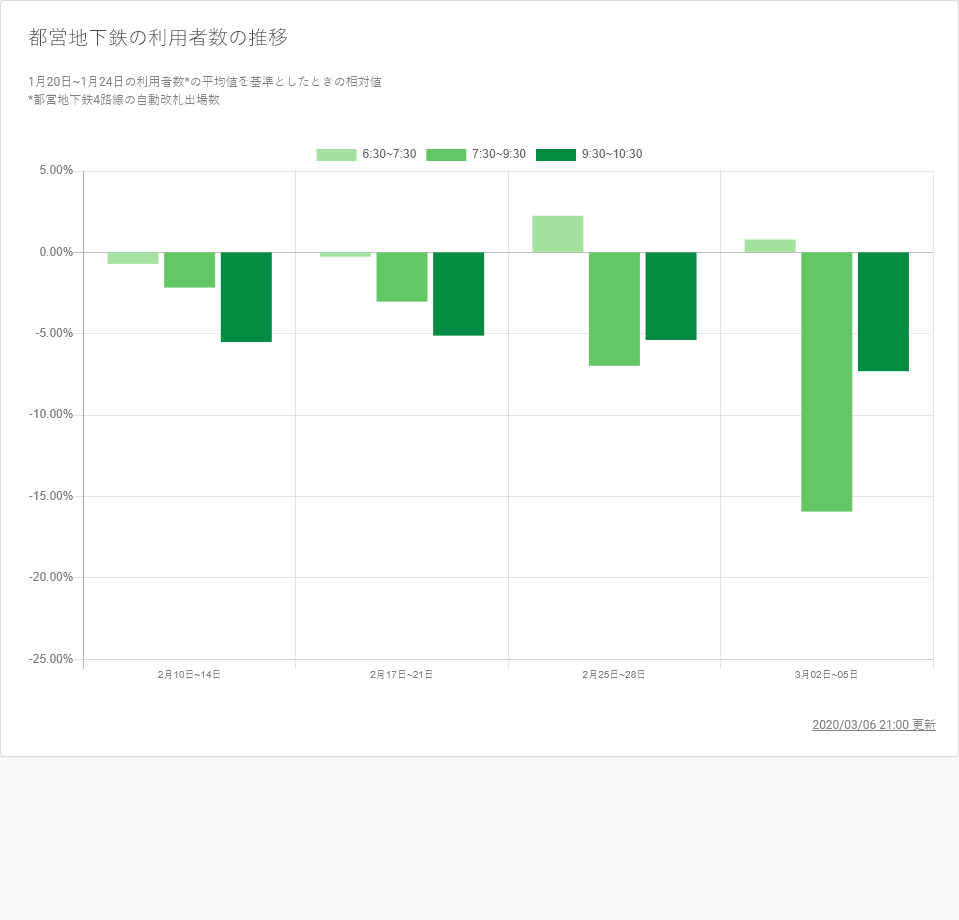 都営地下鉄の利用者数の推移
1月20日~1月24日の利用者数*の平均値を基準としたときの相対値
*都営地下鉄4路線の自動改札出場数
6:30~7:30 7:30~9:30 9:30~10:30
5.00%
0.00%
-5.00%
-10.00%
-15.00%
-20.00%
-25.00%
2月10日~14日 2月17日~21日 2月25日~28日 3月02日~05日
2020/03/06 21:00 更新